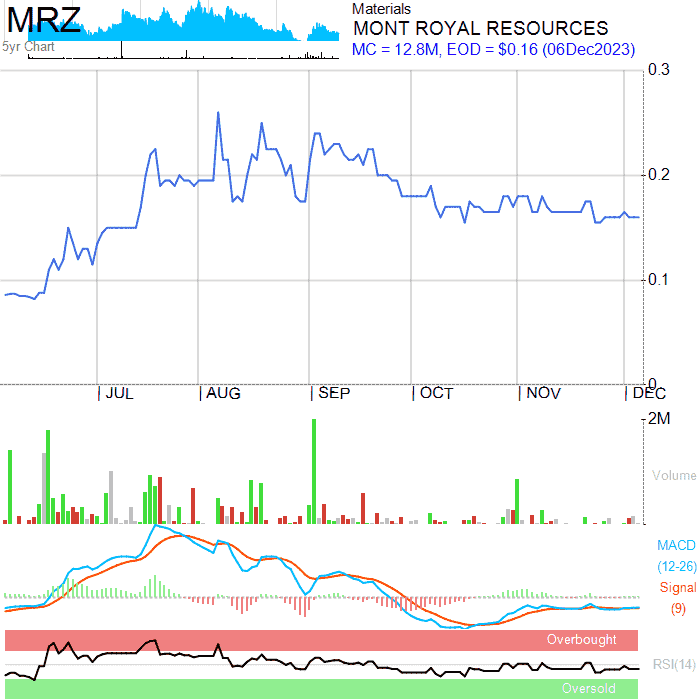 MRZ
5yr Chart
Materials
MONT ROYAL RESOURCES
MC = 12.8M, EOD = $0.16 (06Dec2023)
0.3
0.2
0.1
0
JUL AUG SEP OCT NOV DEC
2M
Volume
MACD
(12-26)
Signal
(9)
Overbought
RSI(14)
Oversold